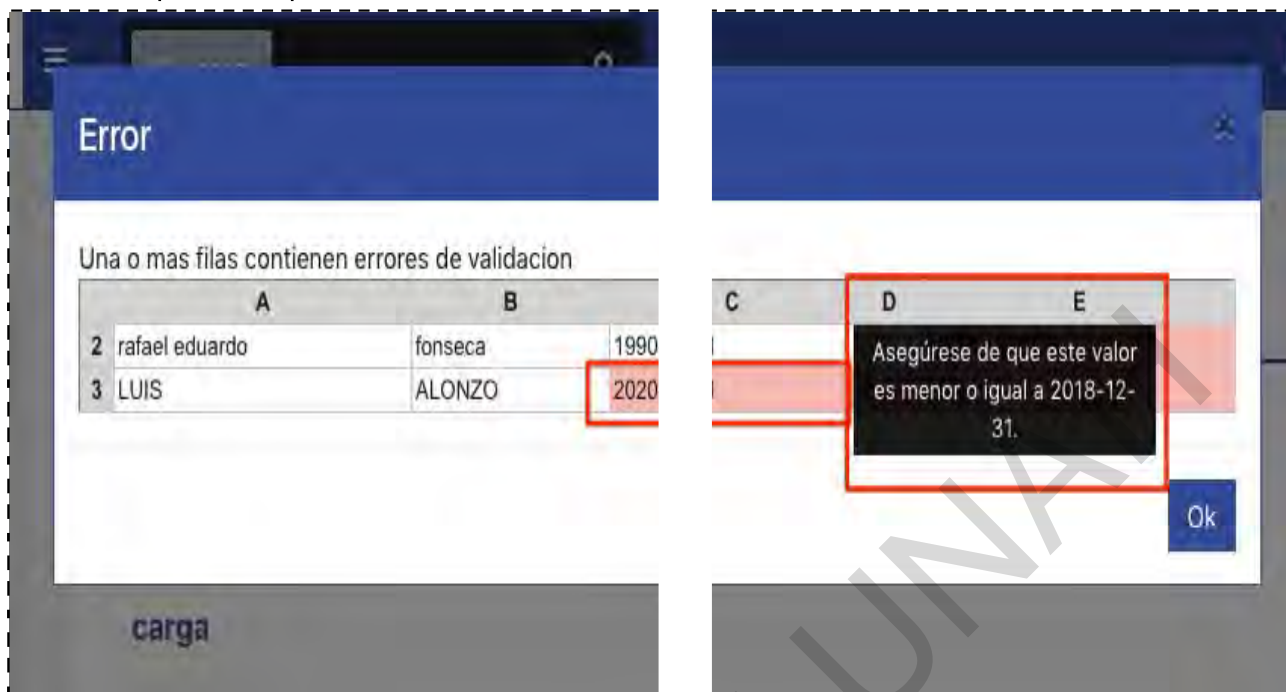 Error
Una o mas filas contienen errores de validacion
A B C D E
2 rafael eduardo fonseca 1990
3 LUIS ALONZO 2020
Asegúrese de que este valor
es menor o igual a 2018-12-
31.
Ok
carga